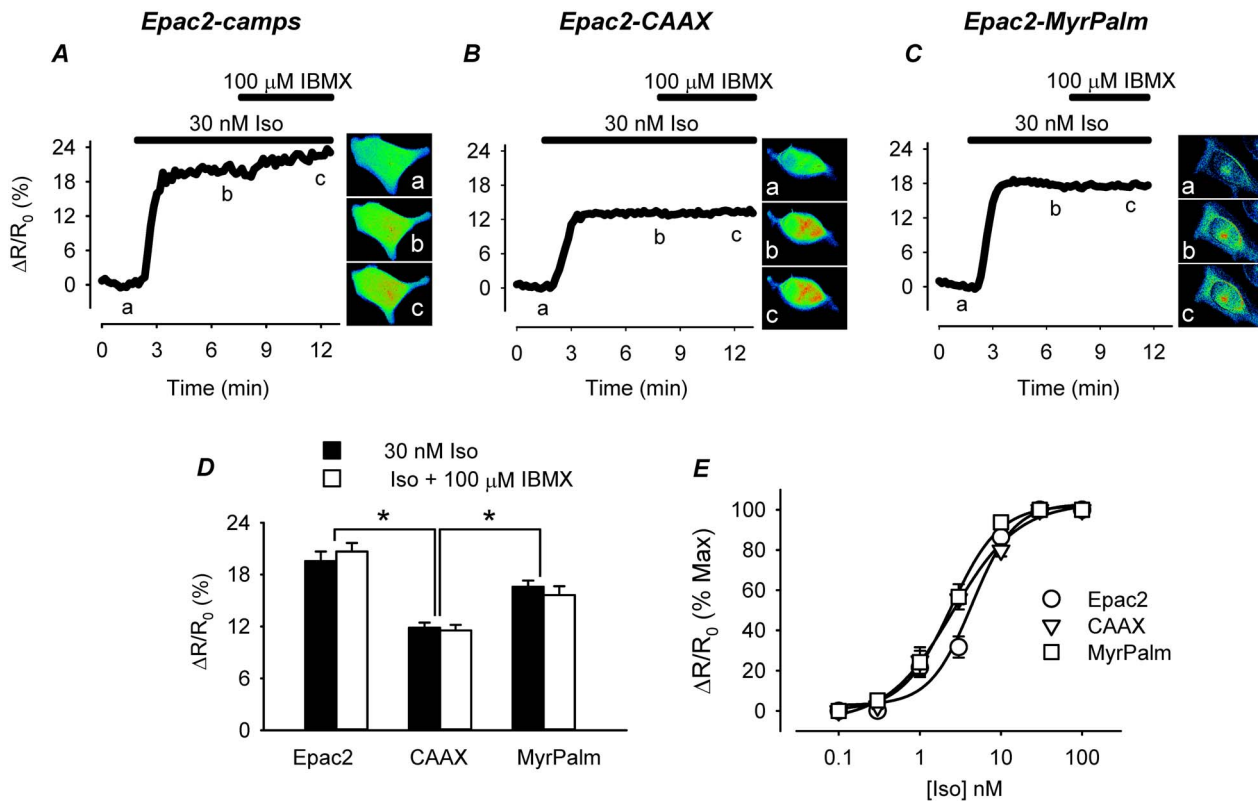 Epac2-camps
Epac2-CAAX
Epac2-MyrPalm
A
100 μM IBMX
30 nM Iso
ΔR/R0 (%)
24
18
12
6
0
a
b
c
0 3 6 9 12
Time (min)
a
b
c
B
100 μM IBMX
30 nM Iso
24
18
12
6
0
a
b
c
0 3 6 9 12
Time (min)
a
b
c
C
100 μM IBMX
30 nM Iso
24
18
12
6
0
a
b
c
0 3 6 9 12
Time (min)
a
b
c
D
30 nM Iso
Iso + 100 μM IBMX
ΔR/R0 (%)
24
18
12
6
0
* *
Epac2 CAAX MyrPalm
E
ΔR/R0 (% Max)
100
80
60
40
20
0
Epac2
CAAX
MyrPalm
0.1 1 10 100
[Iso] nM